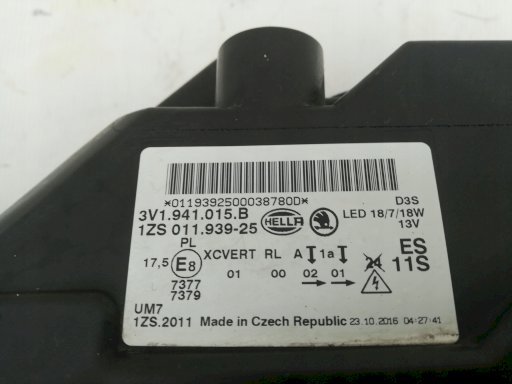 *0119392500038780D*
D3S
3V1.941.015.B
HELLA
LED 18/7/18W
1ZS 011.939-25
13V
PL
XCVERT RL A 1a
ES
17,5 E8
01 00 02 01
24
11S
7377
7379
UM7
1ZS.2011 Made in Czech Republic 23.10.2016 04:27:41